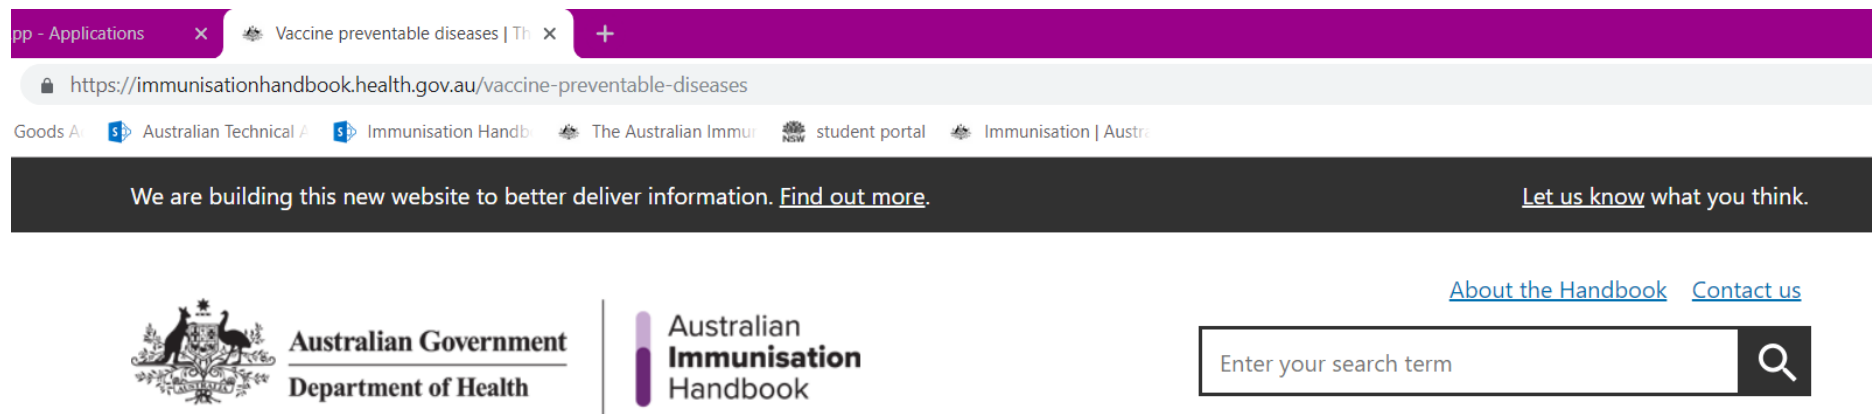 pp - Applications
Vaccine preventable diseases | Th
https://immunisationhandbook.health.gov.au/vaccine-preventable-diseases
Goods A Australian Technical A Immunisation Handb The Australian Immu student portal Immunisation | Austra
We are building this new website to better deliver information. Find out more. Let us know what you think.
About the Handbook Contact us
Australian Government
Department of Health
Australian
Immunisation
Handbook
Enter your search term
AUSTRALIA
NSW